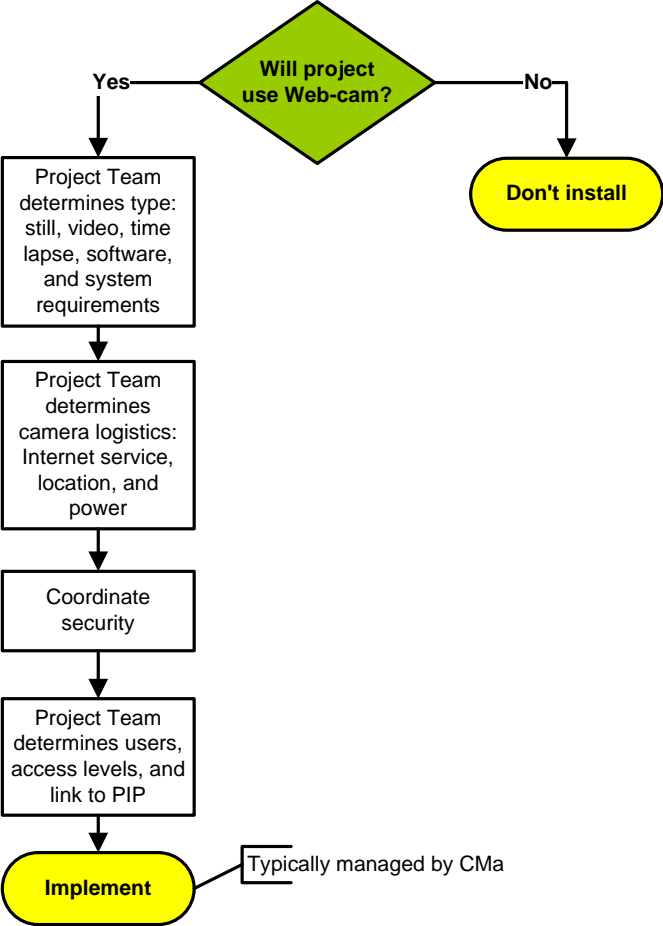 Will project
use Web-cam?
Yes
No
Project Team
determines type:
still, video, time
lapse, software,
and system
requirements
Don't install
Project Team
determines
camera logistics:
Internet service,
location, and
power
Coordinate
security
Project Team
determines users,
access levels, and
link to PIP
Implement
Typically managed by CMa